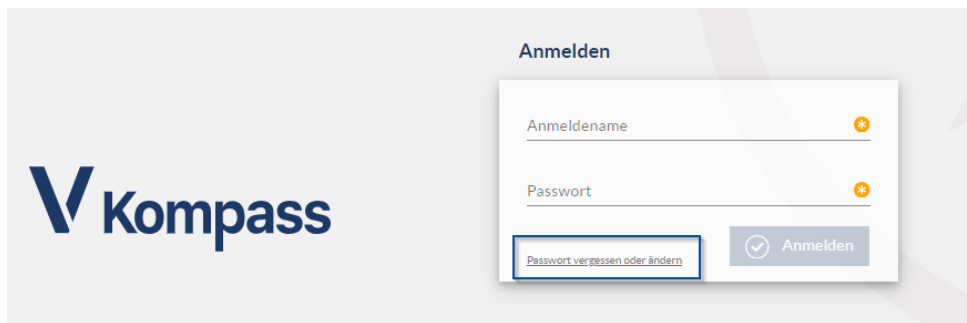 Anmelden
Anmeldename
Passwort
V Kompass
Passwort vergessen oder ändern
Anmelden